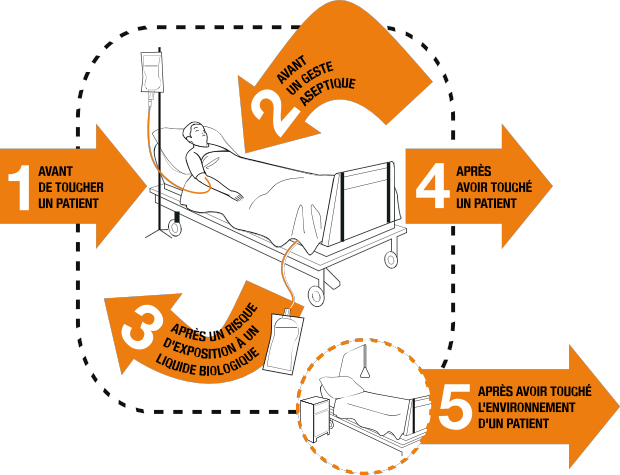 1
AVANT
DE TOUCHER
UN PATIENT
2
AVANT
UN GESTE
ASEPTIQUE
3
APRÈS UN RISQUE
D'EXPOSITION À UN
LIQUIDE BIOLOGIQUE
4
APRÈS
AVOIR TOUCHÉ
UN PATIENT
5
APRÈS AVOIR TOUCHÉ
L'ENVIRONNEMENT
D'UN PATIENT